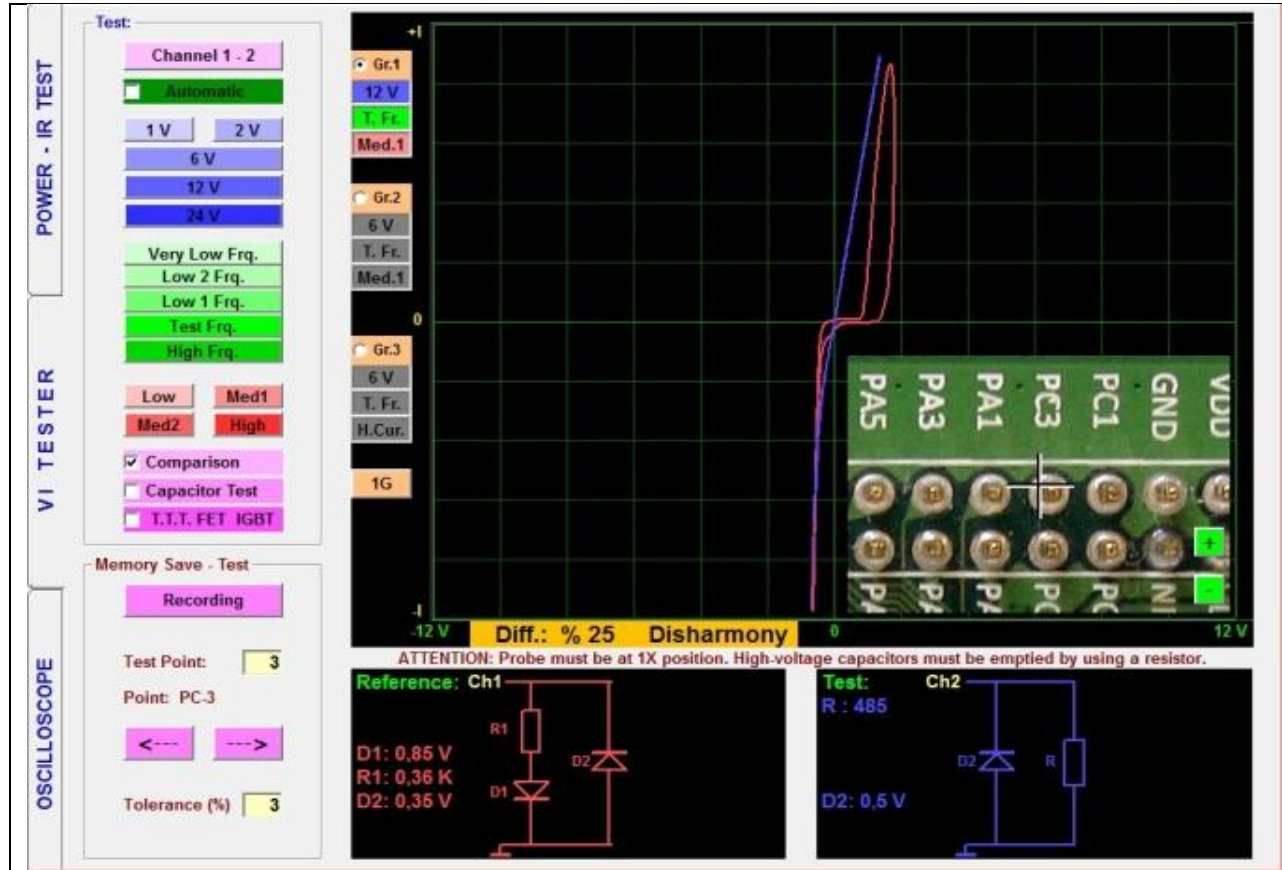 POWER - IR TEST
VI TESTER
OSCILLOSCOPE
Test:
Channel 1 - 2
Automatic
1 V
2 V
6 V
12 V
24 V
Very Low Frq.
Low 2 Frq.
Low 1 Frq.
Test Frq.
High Frq.
Low
Med1
Med2
High
Comparison
Capacitor Test
T.T.T. FET IGBT
Memory Save - Test
Recording
Test Point: 3
Point: PC-3
<---
--->
Tolerance (%) 3
+I
Gr.1
12 V
T. Fr.
Med.1
Gr.2
6 V
T. Fr.
Med.1
0
Gr.3
6 V
T. Fr.
H.Cur.
1G
-I
PA5
PA3
PA1
PC3
PC1
GND
VDD
+
-
-12 V
Diff.: % 25 Disharmony
0
12 V
ATTENTION: Probe must be at 1X position. High-voltage capacitors must be emptied by using a resistor.
Reference: Ch1
R1
D2
D1
D1: 0,85 V
R1: 0,36 K
D2: 0,35 V
Test: Ch2
R : 485
D2
R
D2: 0,5 V